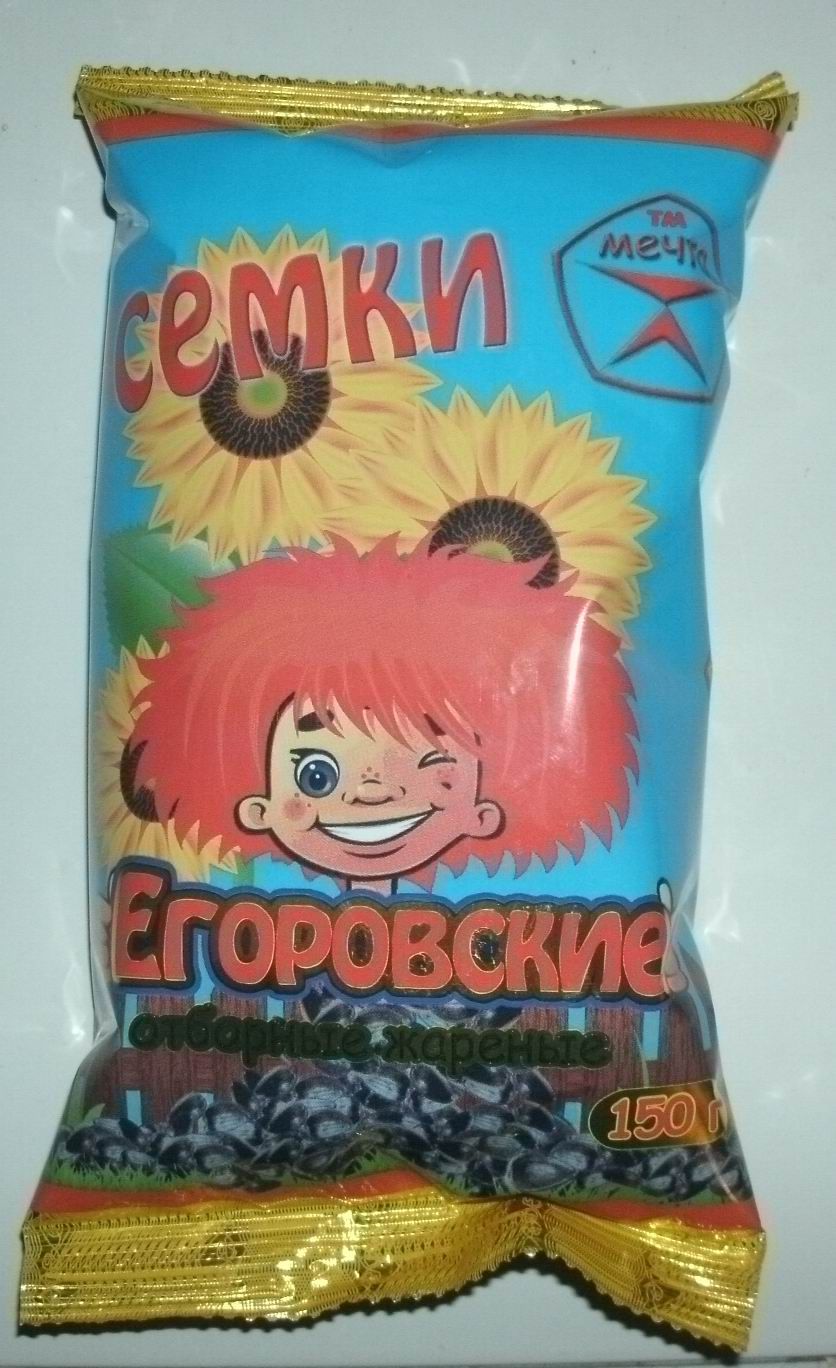 тм
мечта
семки
Егоровские
отборные жареные
150 г